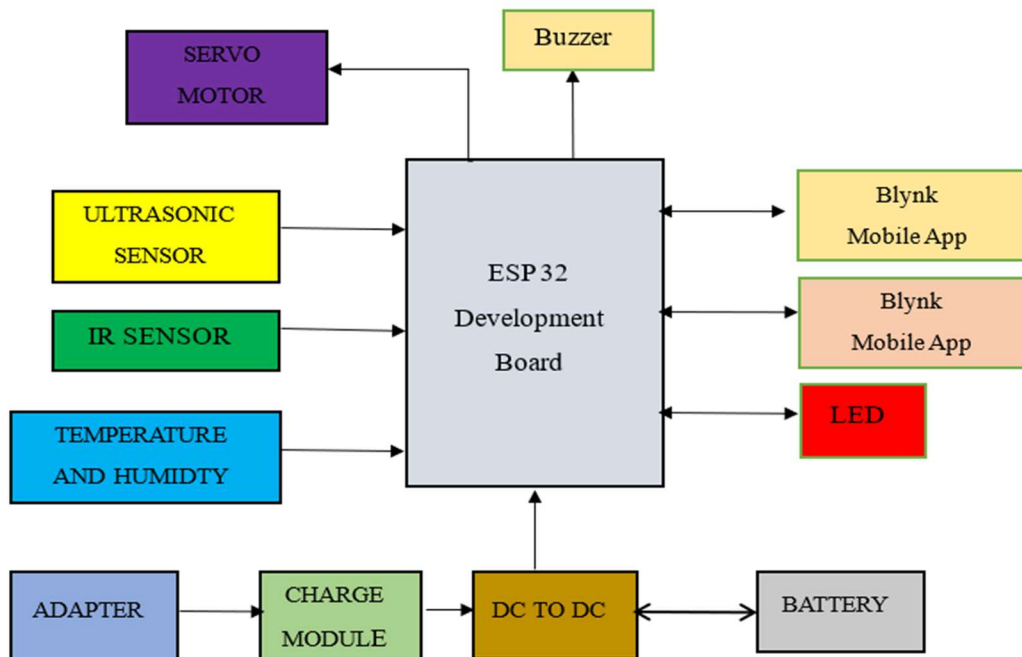 Buzzer
SERVO
MOTOR
ULTRASONIC
SENSOR
Blynk
Mobile App
ESP 32
Development
Board
IR SENSOR
Blynk
Mobile App
TEMPERATURE
AND HUMIDTY
LED
ADAPTER
CHARGE
MODULE
DC TO DC
BATTERY